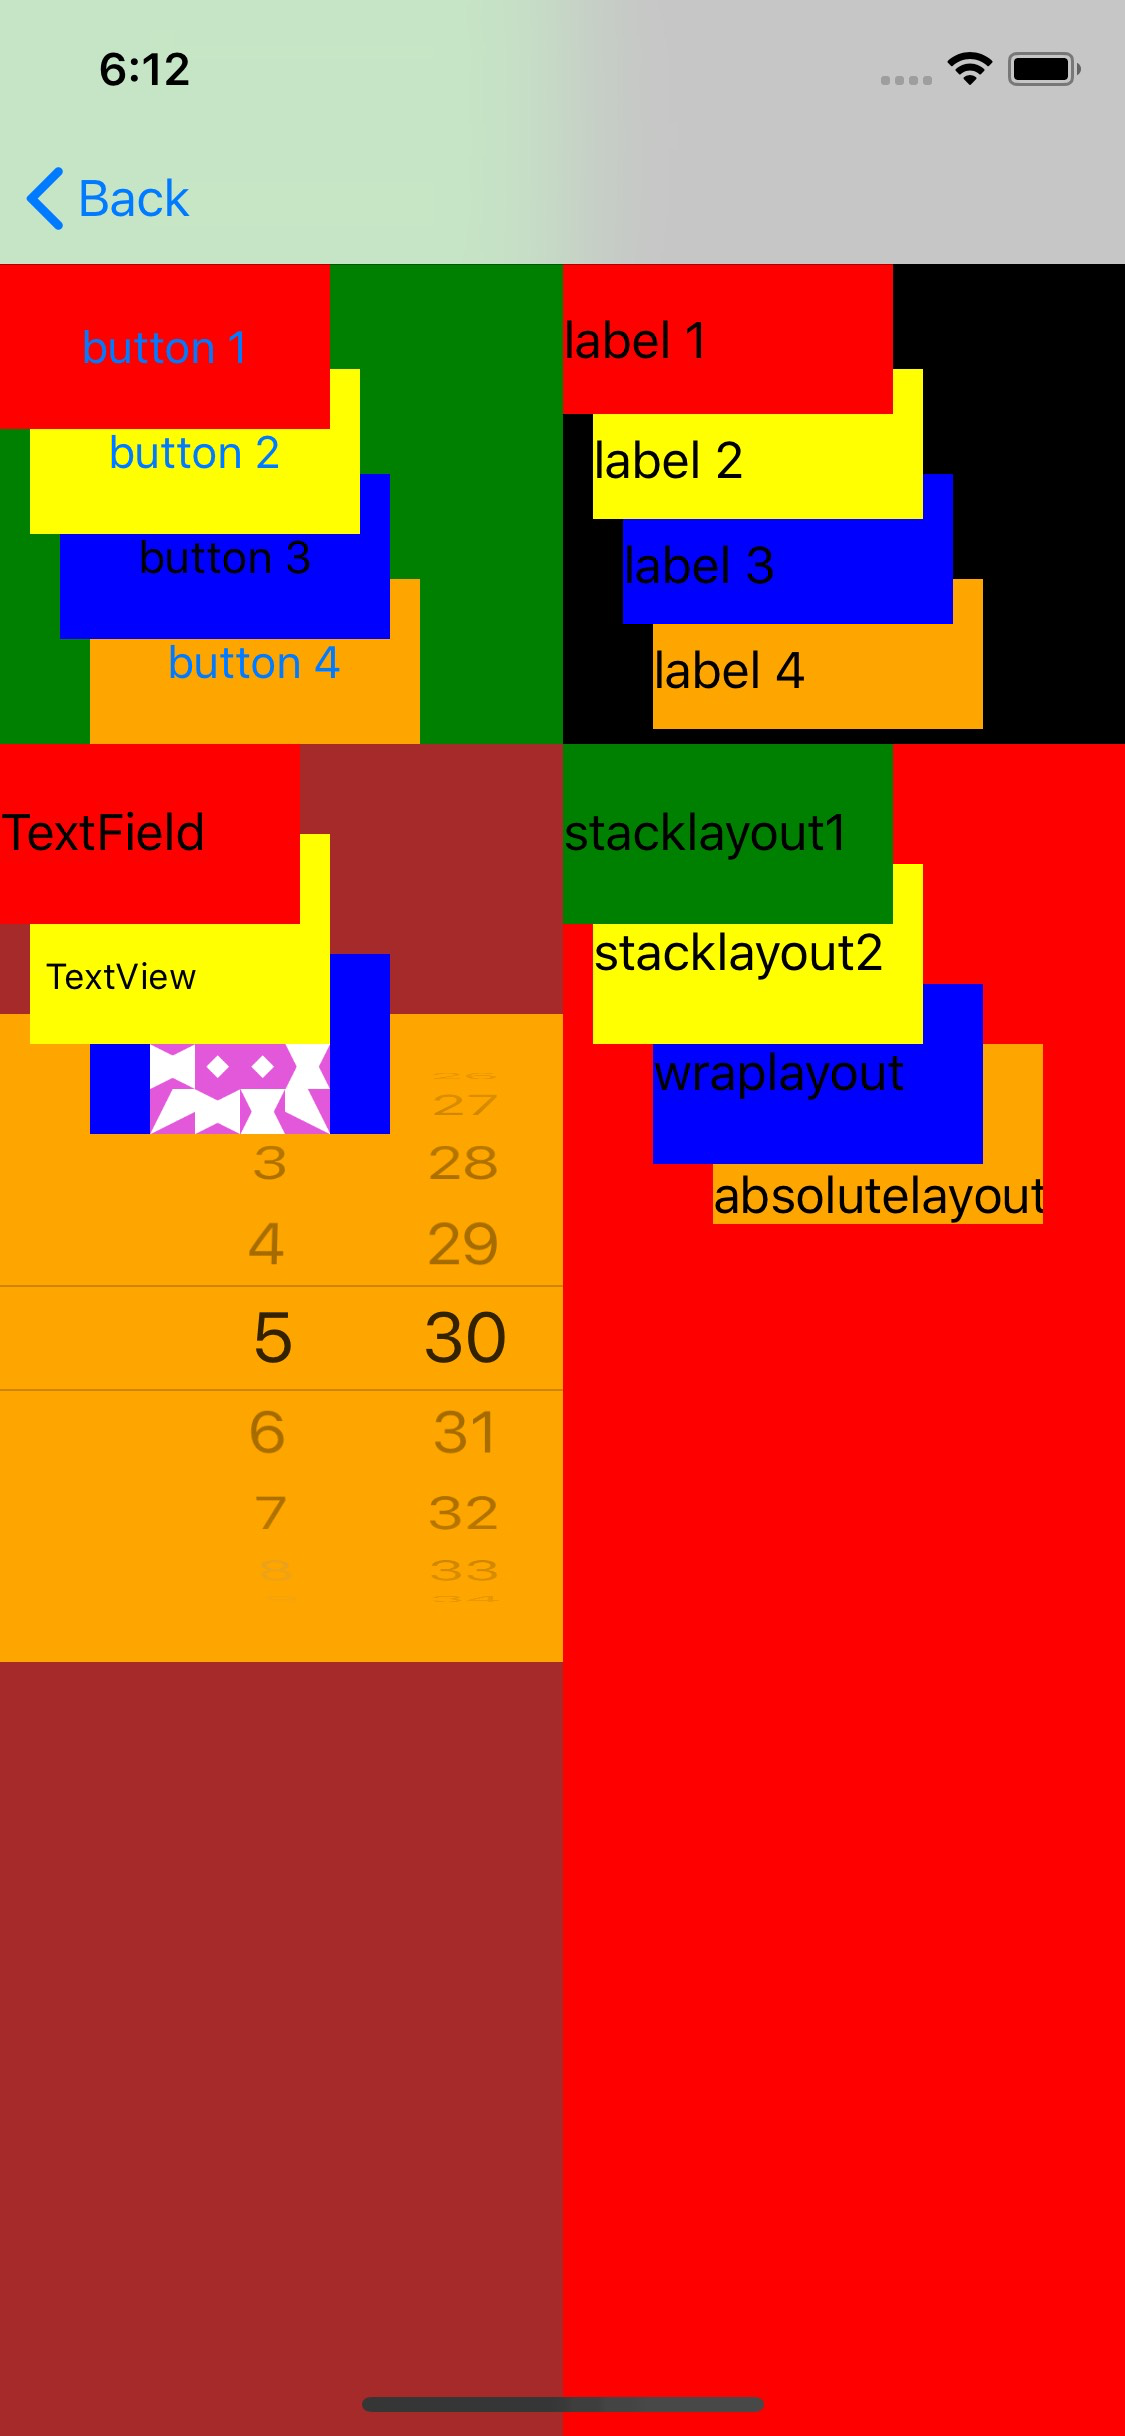 6:12
Back
button 1
button 2
button 3
button 4
label 1
label 2
label 3
label 4
TextField
TextView
stacklayout1
stacklayout2
wraplayout
absolutelayout
26
27
3 28
4 29
5 30
6 31
7 32
8 33
34